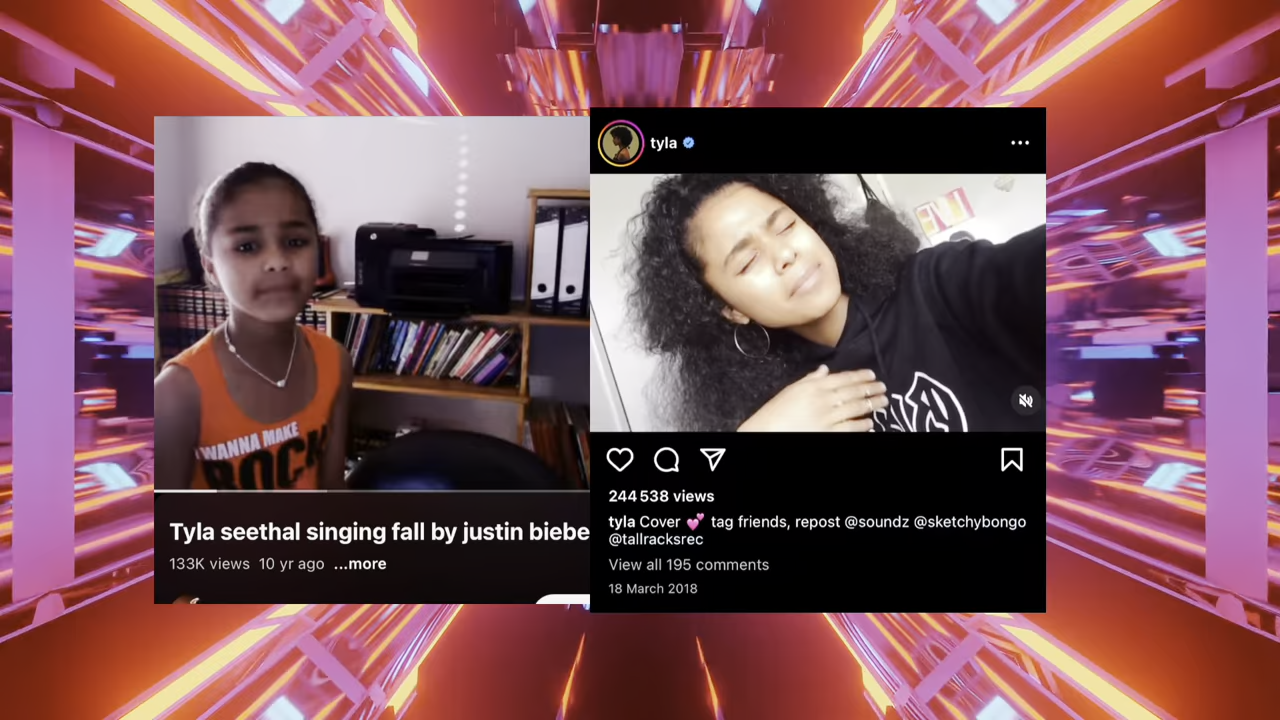 I WANNA MAKE
ROCK
Tyla seethal singing fall by justin biebe
133K views 10 yr ago ...more
tyla
244 538 views
tyla Cover 💕 tag friends, repost @soundz @sketchybongo
@tallracksrec
View all 195 comments
18 March 2018